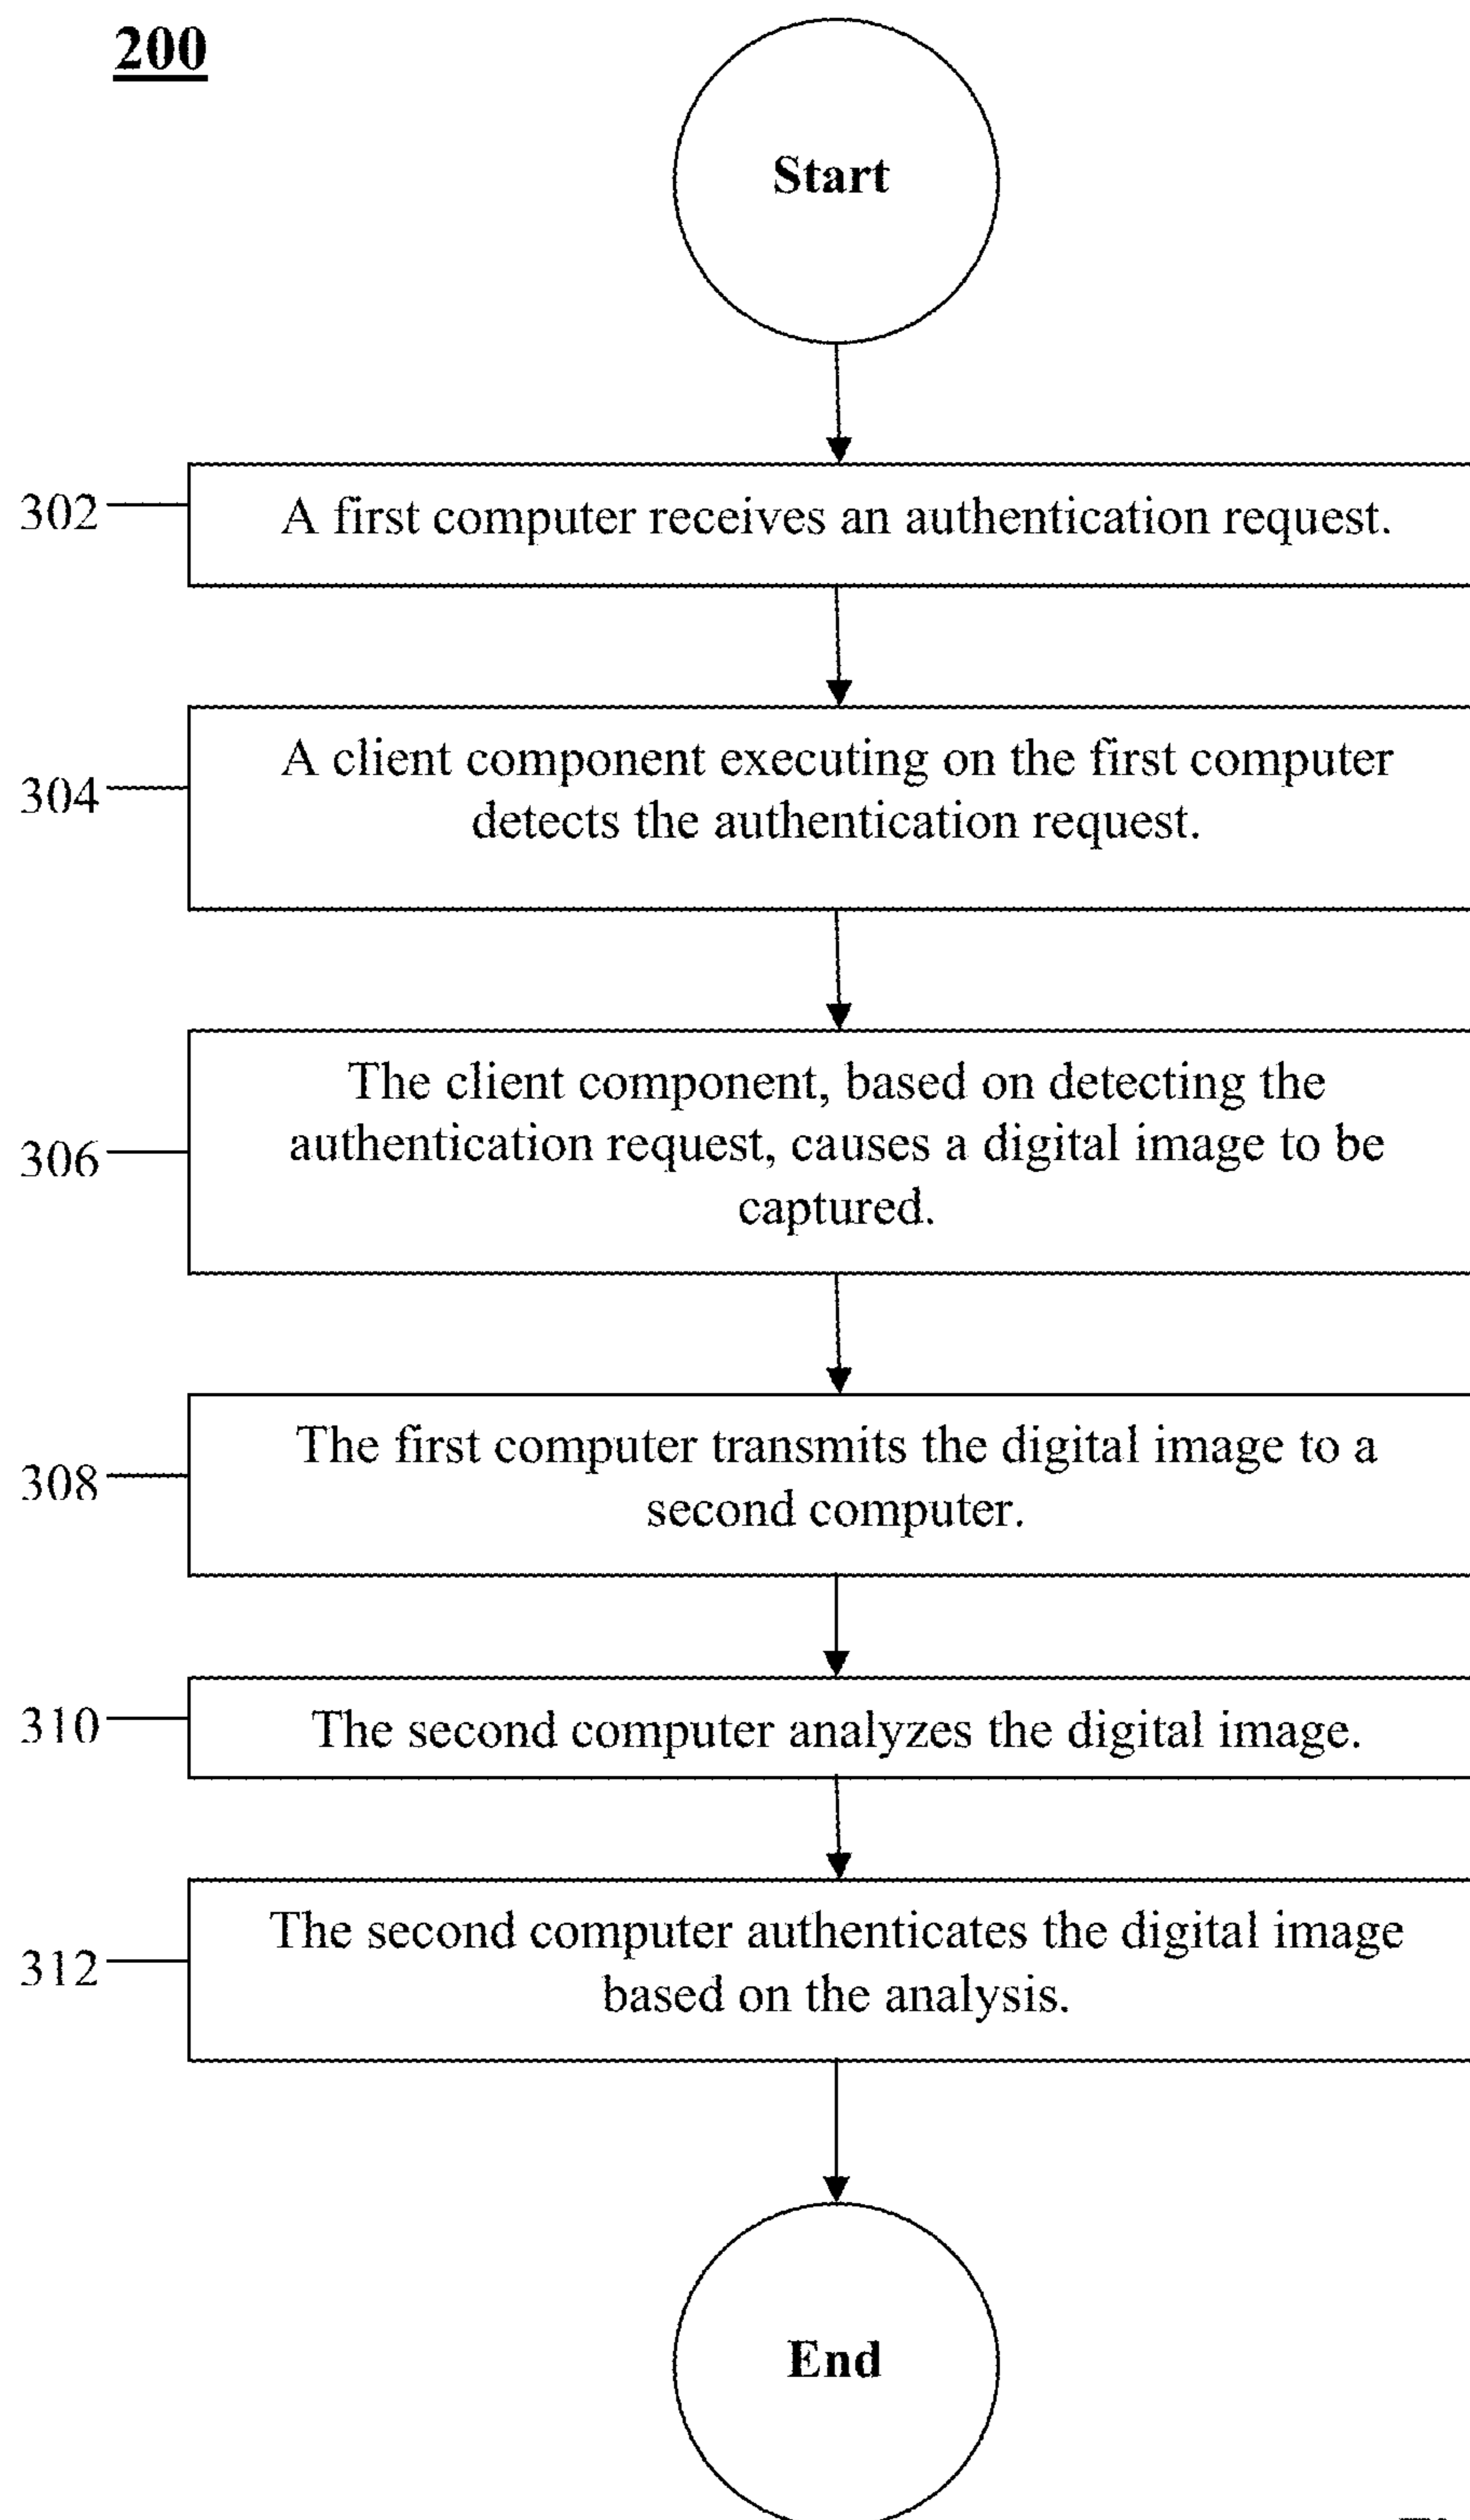 200
Start
302
A first computer receives an authentication request.
304
A client component executing on the first computer
detects the authentication request.
306
The client component, based on detecting the
authentication request, causes a digital image to be
captured.
308
The first computer transmits the digital image to a
second computer.
310
The second computer analyzes the digital image.
312
The second computer authenticates the digital image
based on the analysis.
End